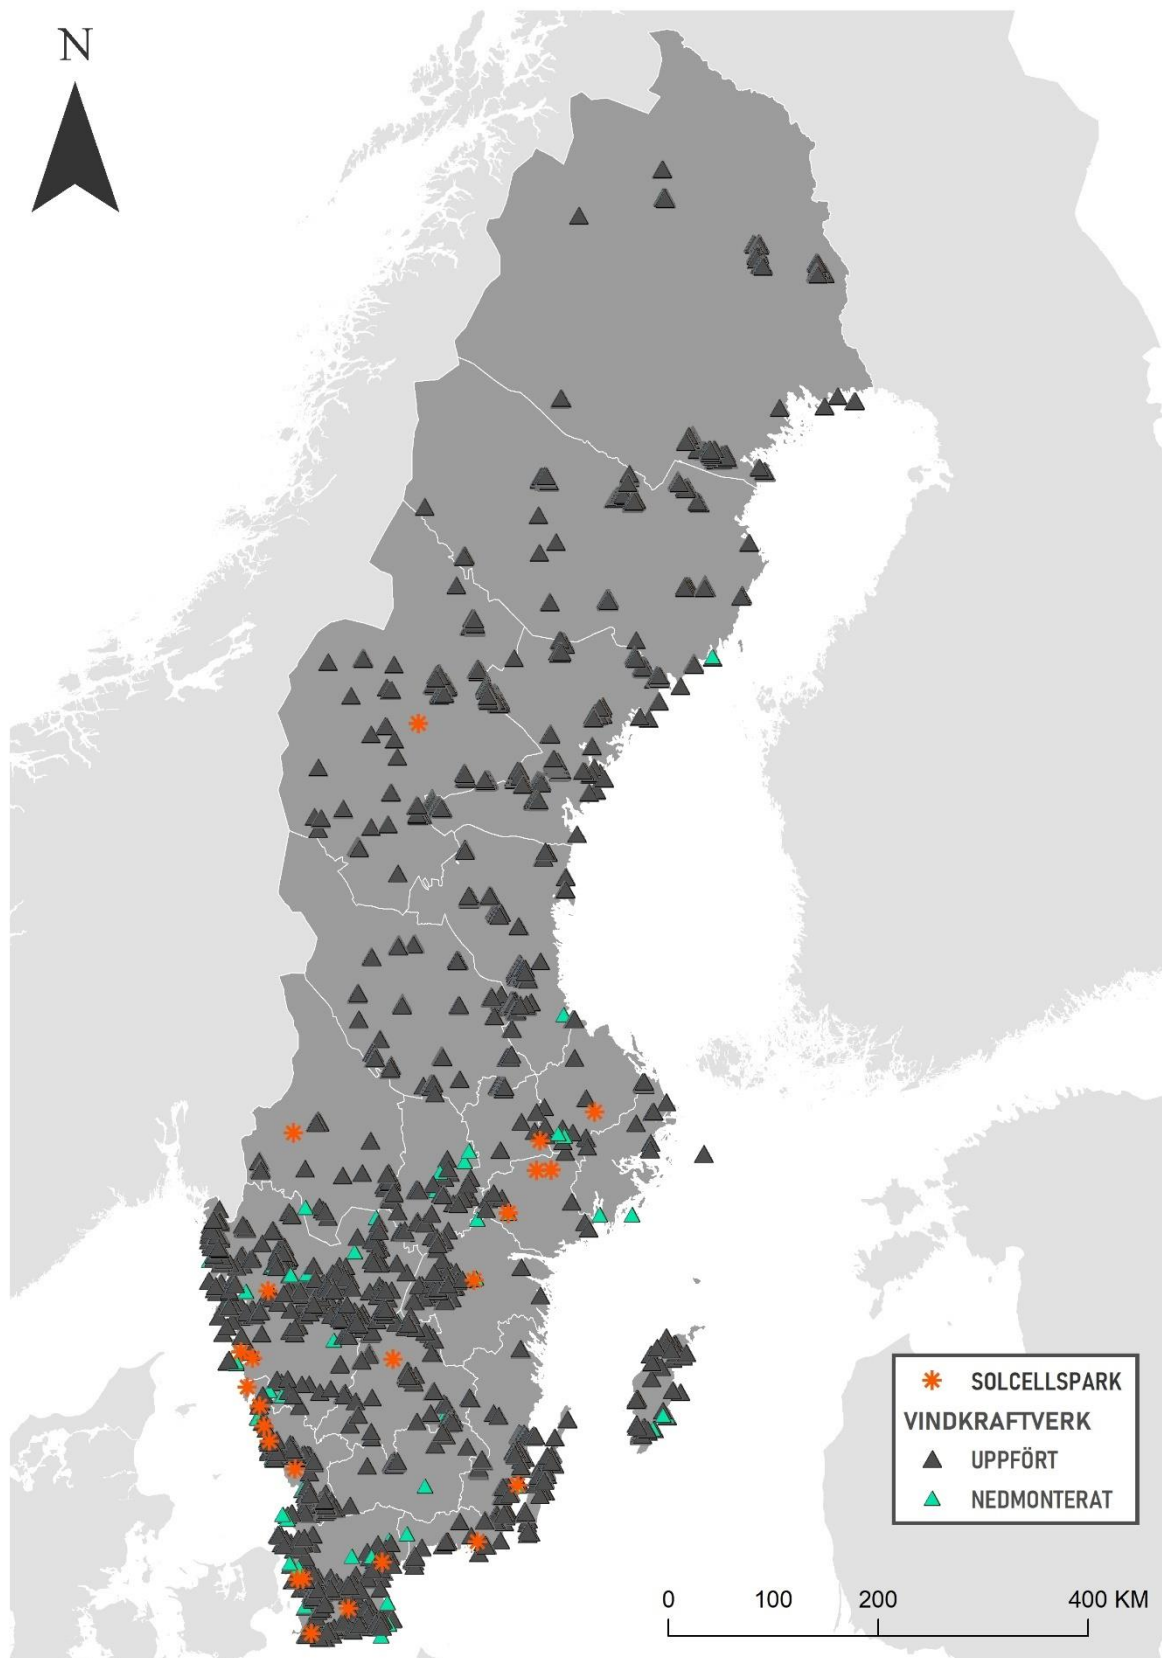 N
SOLCELLSPARK
VINDKRAFTVERK
UPPFÖRT
NEDMONTERAT
0 100 200 400 KM